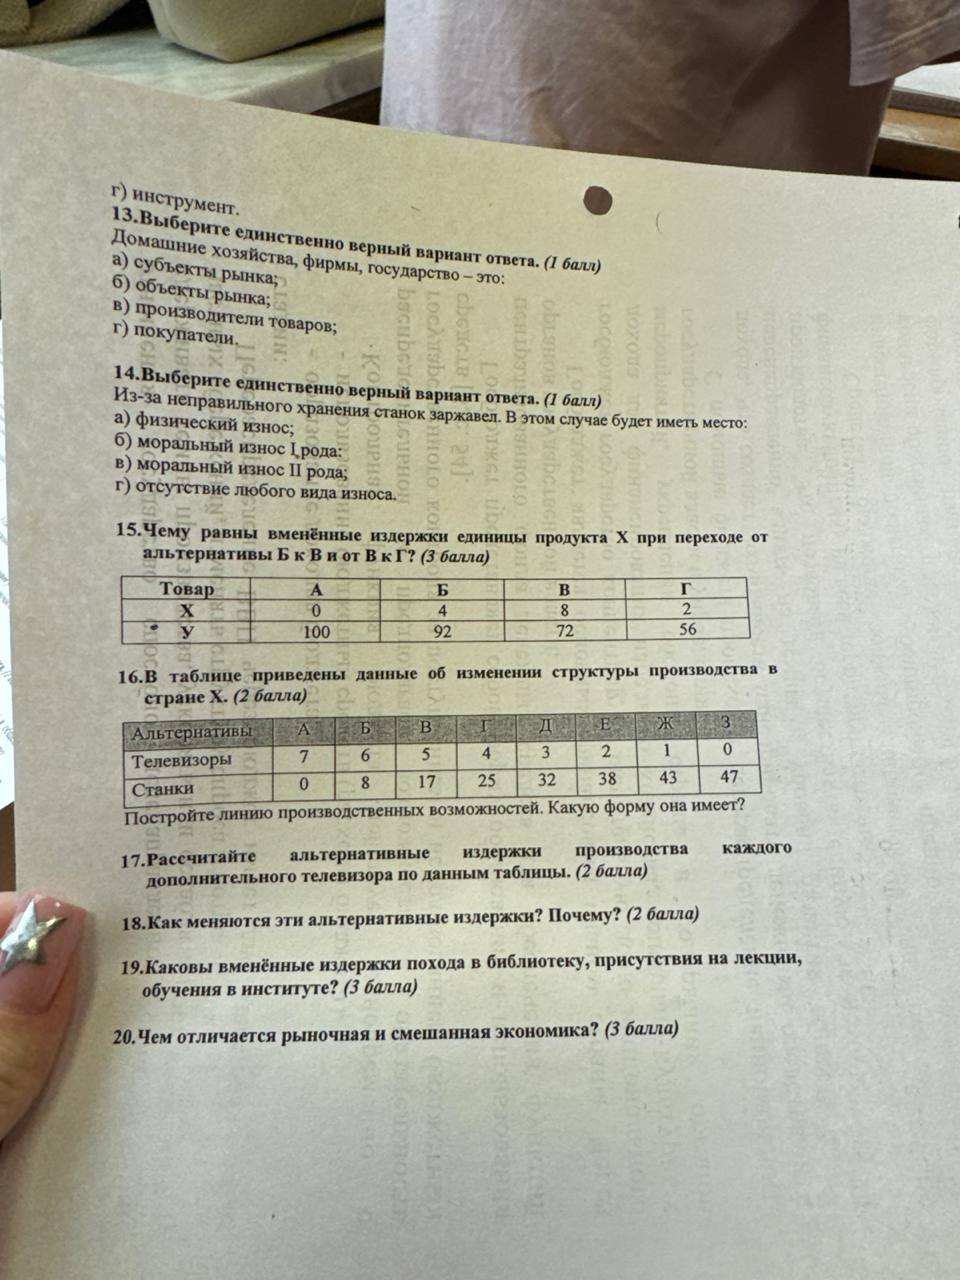 г) инструмент.
13.Выберите единственно верный вариант ответа. (1 балл)
Домашние хозяйства, фирмы, государство – это:
а) субъекты рынка;
б) объекты рынка;
в) производители товаров;
г) покупатели.
14.Выберите единственно верный вариант ответа. (1 балл)
Из-за неправильного хранения станок заржавел. В этом случае будет иметь место:
а) физический износ;
б) моральный износ I рода:
в) моральный износ II рода;
г) отсутствие любого вида износа.
15.Чему равны вменённые издержки единицы продукта Х при переходе от
альтернативы Б к В и от В к Г? (3 балла)
Товар А Б В Г
Х 0 4 8 2
У 100 92 72 56
16.В таблице приведены данные об изменении структуры производства в
стране Х. (2 балла)
Альтернативы А Б В Г Д Е Ж З
Телевизоры 7 6 5 4 3 2 1 0
Станки 0 8 17 25 32 38 43 47
Постройте линию производственных возможностей. Какую форму она имеет?
17.Рассчитайте альтернативные издержки производства каждого
дополнительного телевизора по данным таблицы. (2 балла)
18.Как меняются эти альтернативные издержки? Почему? (2 балла)
19.Каковы вменённые издержки похода в библиотеку, присутствия на лекции,
обучения в институте? (3 балла)
20.Чем отличается рыночная и смешанная экономика? (3 балла)